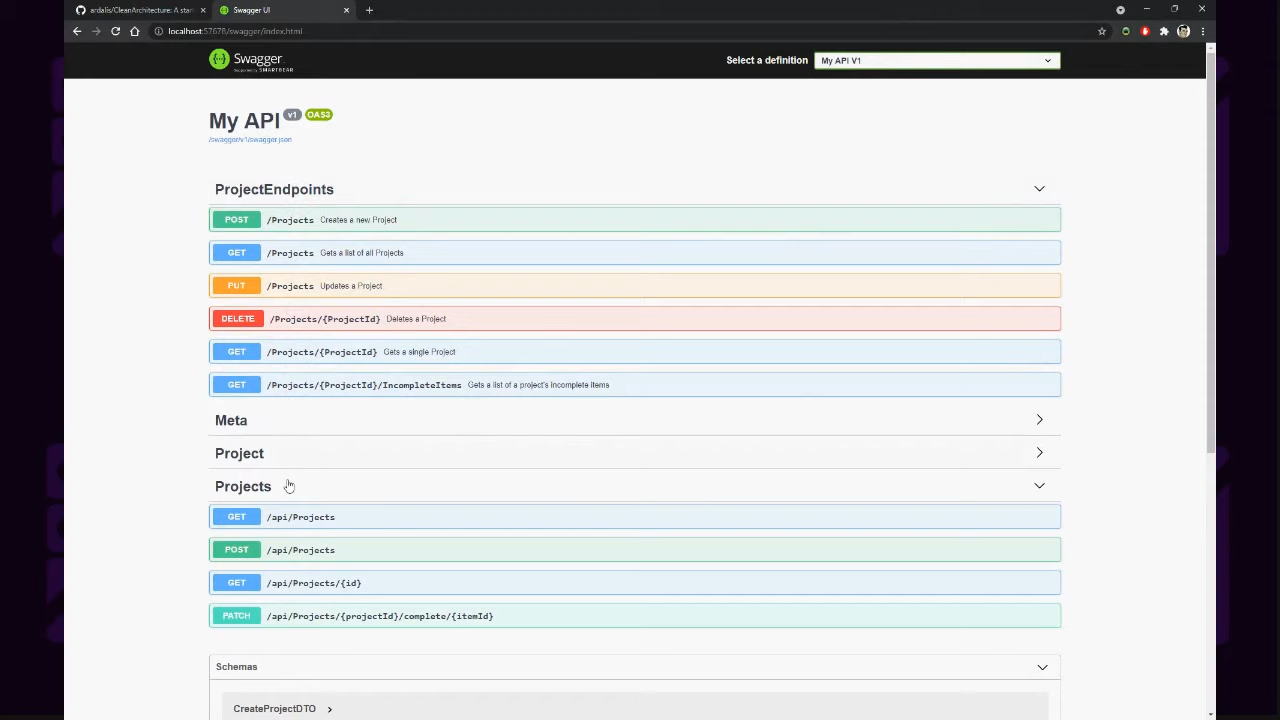 ardalis/CleanArchitecture: A star
Swagger UI
localhost:57678/swagger/index.html
Swagger
Supported by SMARTBEAR
Select a definition
My API V1
My API v1 OAS3
/swagger/v1/swagger.json
ProjectEndpoints
POST /Projects Creates a new Project
GET /Projects Gets a list of all Projects
PUT /Projects Updates a Project
DELETE /Projects/{ProjectId} Deletes a Project
GET /Projects/{ProjectId} Gets a single Project
GET /Projects/{ProjectId}/IncompleteItems Gets a list of a project's incomplete items
Meta
Project
Projects
GET /api/Projects
POST /api/Projects
GET /api/Projects/{id}
PATCH /api/Projects/{projectId}/complete/{itemId}
Schemas
CreateProjectDTO